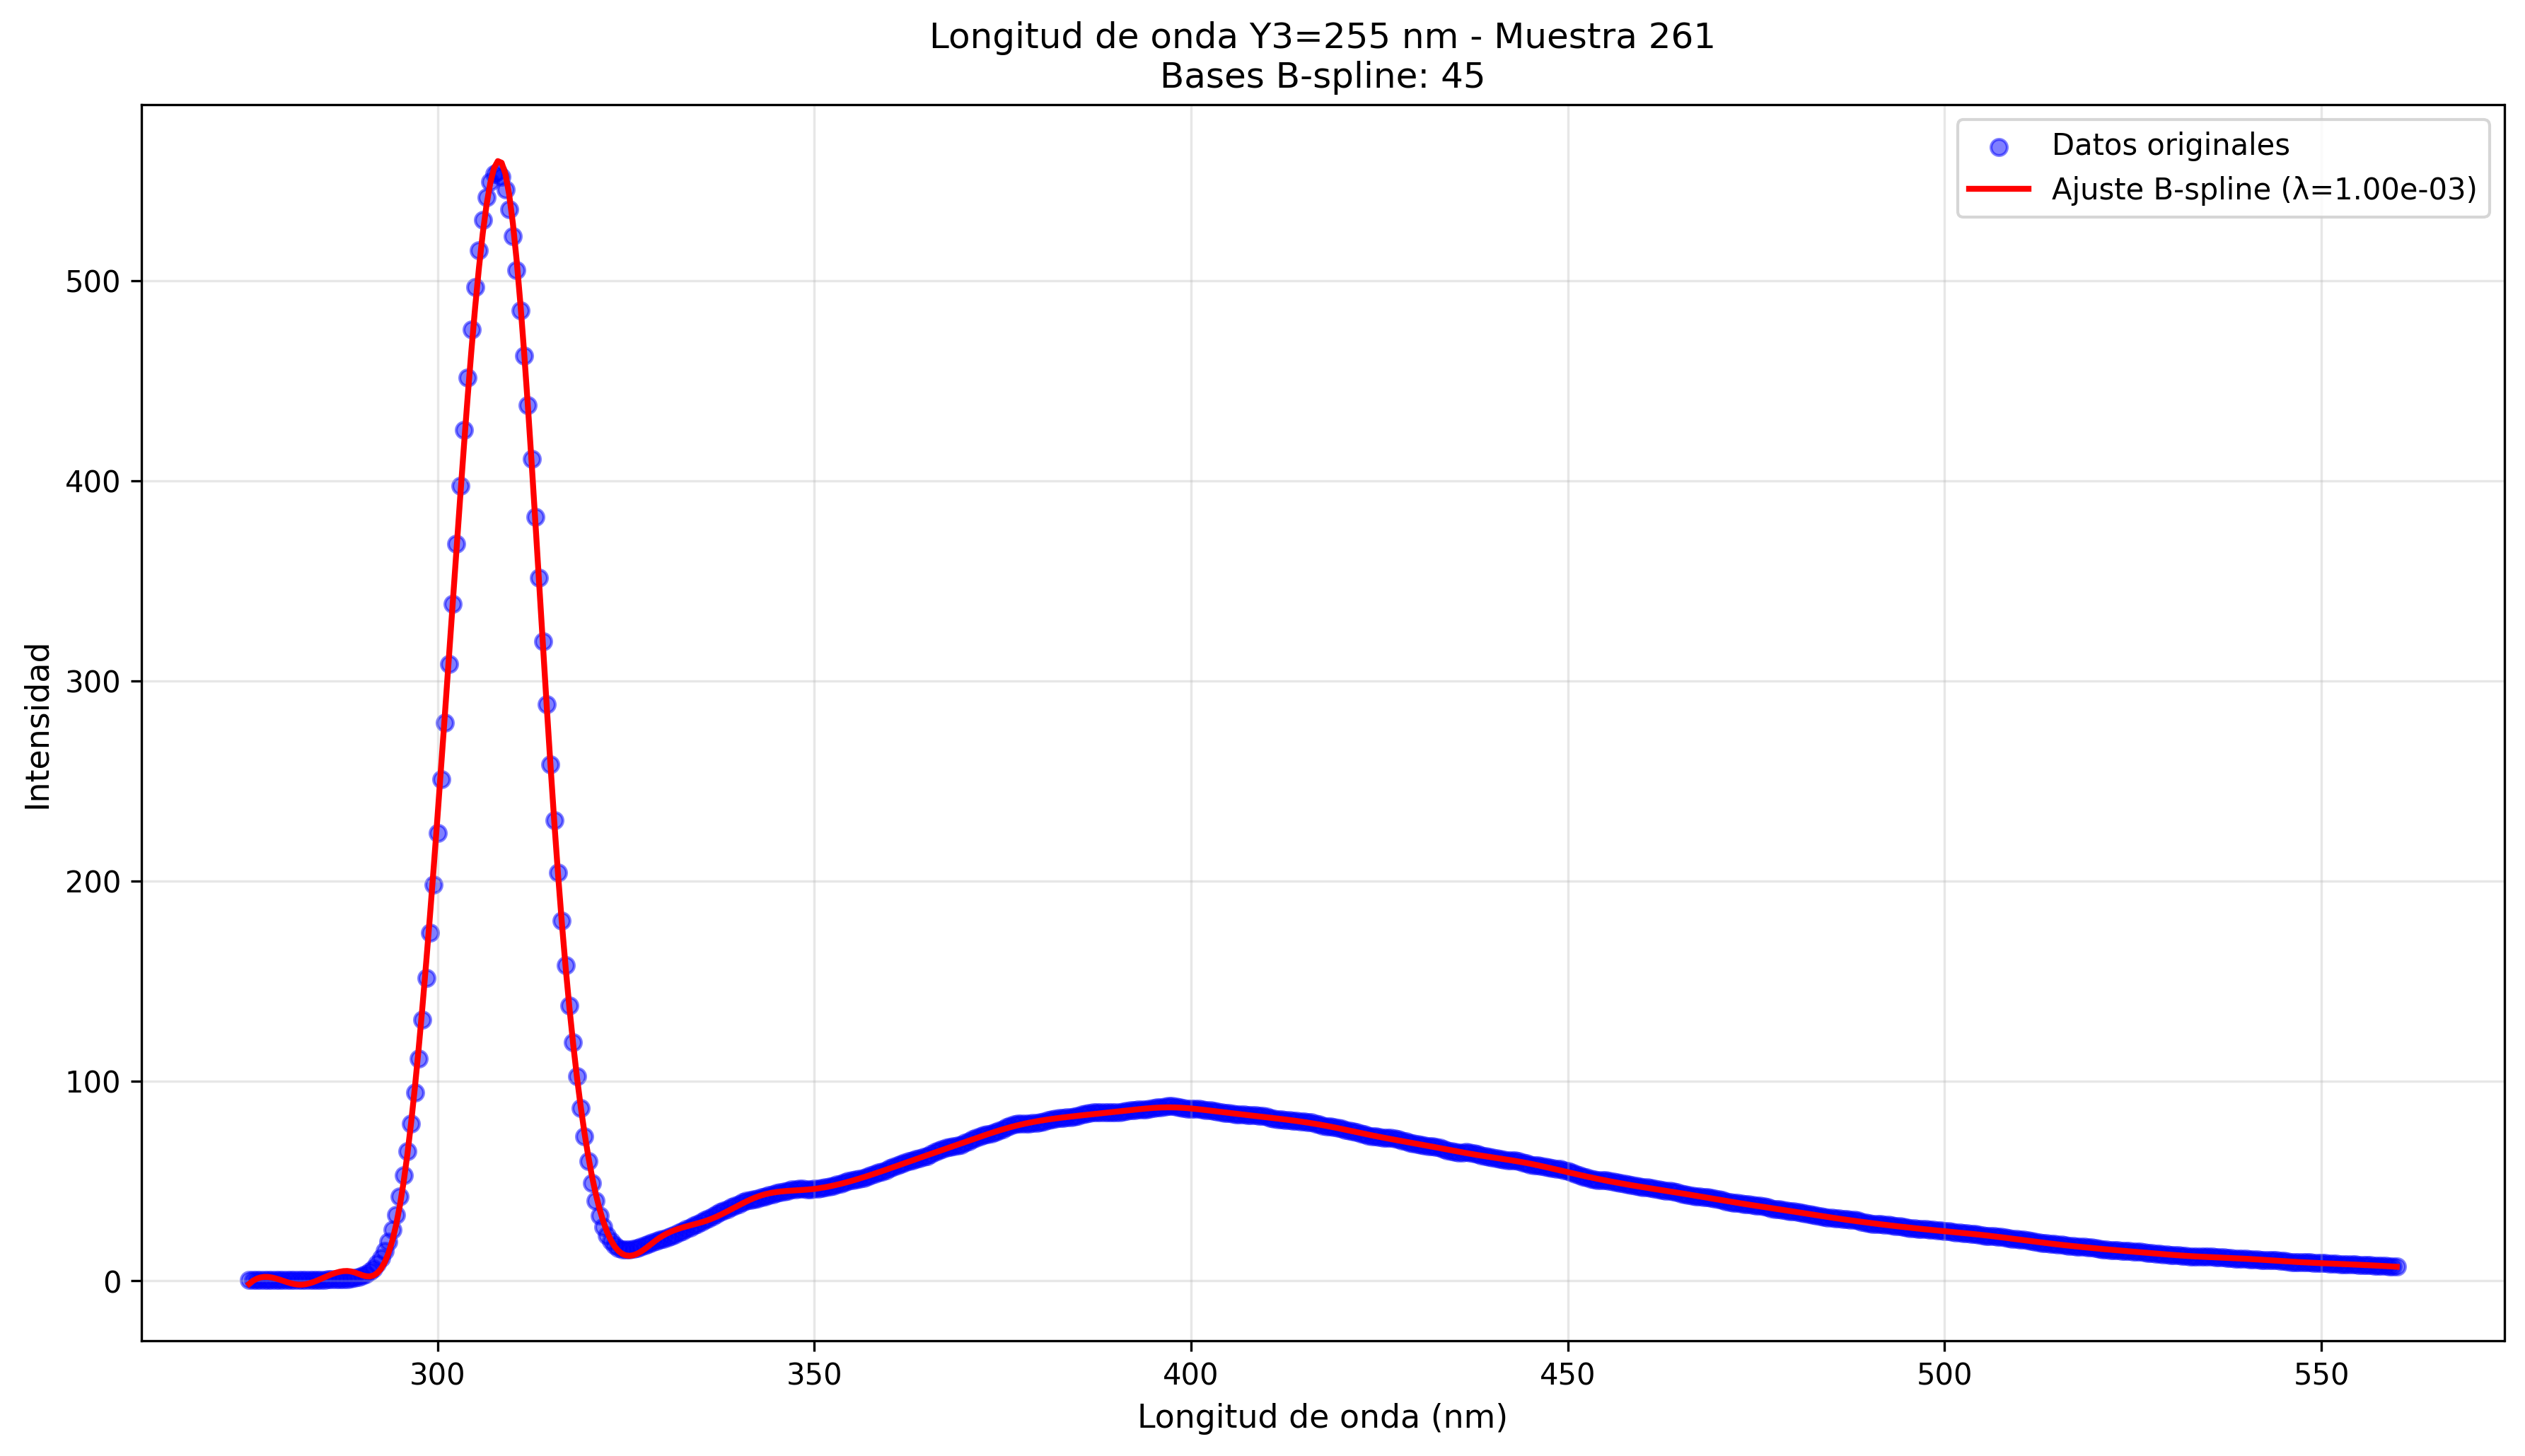 Longitud de onda Y3=255 nm - Muestra 261
Bases B-spline: 45
Datos originales
Ajuste B-spline (λ=1.00e-03)
Intensidad
500
400
300
200
100
0
300 350 400 450 500 550
Longitud de onda (nm)